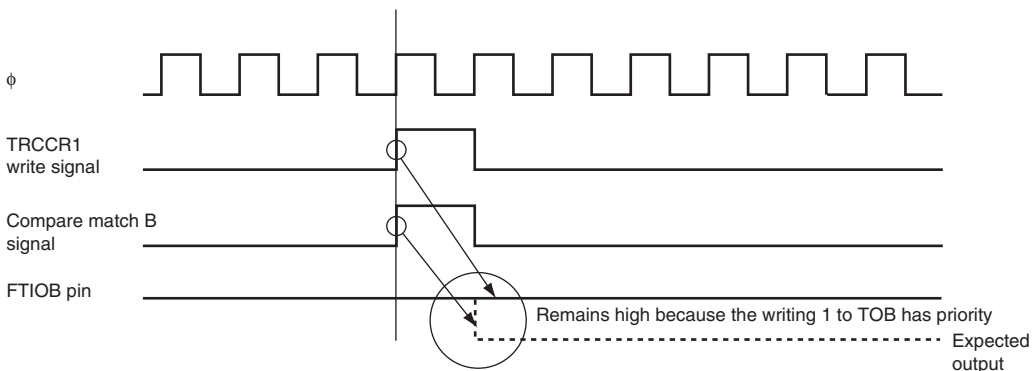 ϕ
TRCCR1
write signal
Compare match B
signal
FTIOB pin
Remains high because the writing 1 to TOB has priority
Expected
output